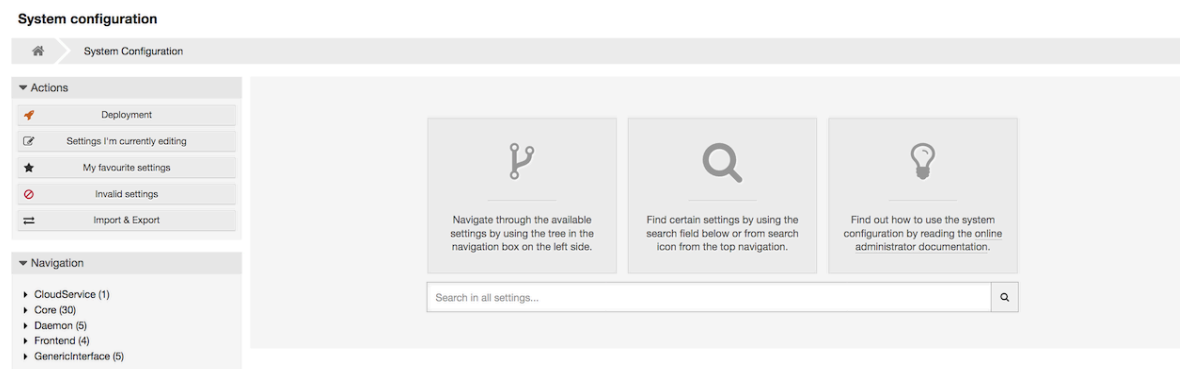 System configuration
System Configuration
Actions
Deployment
Settings I'm currently editing
My favourite settings
Invalid settings
Import & Export
Navigation
CloudService (1)
Core (30)
Daemon (5)
Frontend (4)
GenericInterface (5)
Navigate through the available
settings by using the tree in the
navigation box on the left side.
Find certain settings by using the
search field below or from search
icon from the top navigation.
Find out how to use the system
configuration by reading the online
administrator documentation.
Search in all settings...